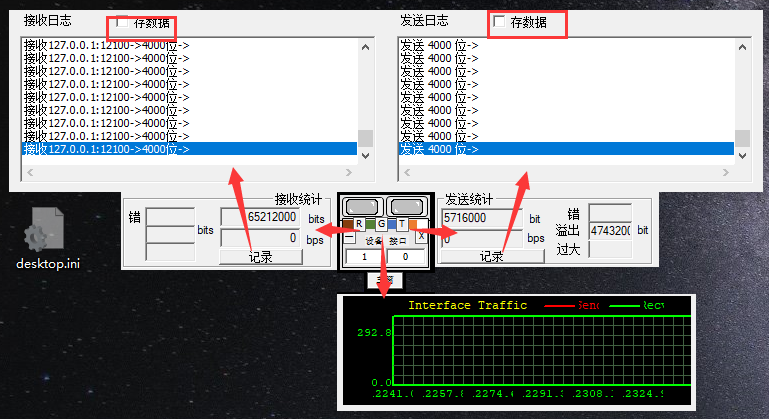 接收日志 存数据
发送日志 存数据
接收127.0.0.1:12100->4000位->
接收127.0.0.1:12100->4000位->
接收127.0.0.1:12100->4000位->
接收127.0.0.1:12100->4000位->
接收127.0.0.1:12100->4000位->
接收127.0.0.1:12100->4000位->
接收127.0.0.1:12100->4000位->
接收127.0.0.1:12100->4000位->
接收127.0.0.1:12100->4000位->
发送 4000 位->
发送 4000 位->
发送 4000 位->
发送 4000 位->
发送 4000 位->
发送 4000 位->
发送 4000 位->
发送 4000 位->
发送 4000 位->
接收统计
错 bits 65212000 bits
0 bps
记录
R G T
设备 接口 X
1 0
发送统计
5716000 bit
0 bps
记录
错
溢出 4743200
过大 bit
desktop.ini
Interface Traffic
292.8
0.0
.2241.0 .2257.8 .2274.4 .2291.3 .2308.1 .2324.9